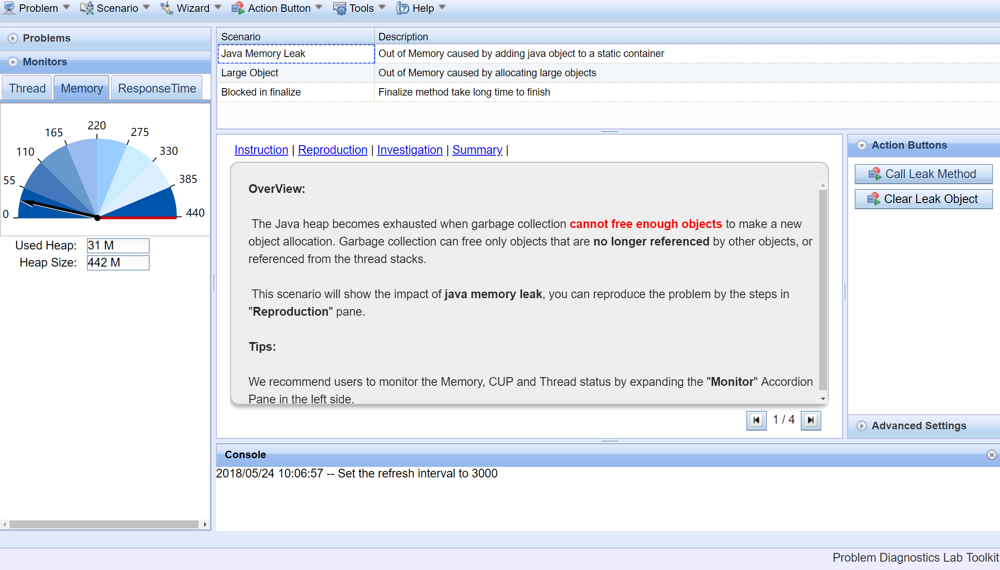 Problem Scenario Wizard Action Button Tools Help
Problems
Monitors
Thread Memory ResponseTime
0
55
110
165
220
275
330
385
440
Used Heap: 31 M
Heap Size: 442 M
Scenario Description
Java Memory Leak Out of Memory caused by adding java object to a static container
Large Object Out of Memory caused by allocating large objects
Blocked in finalize Finalize method take long time to finish
Instruction | Reproduction | Investigation | Summary |
OverView:
The Java heap becomes exhausted when garbage collection cannot free enough objects to make a new
object allocation. Garbage collection can free only objects that are no longer referenced by other objects, or
referenced from the thread stacks.
This scenario will show the impact of java memory leak, you can reproduce the problem by the steps in
"Reproduction" pane.
Tips:
We recommend users to monitor the Memory, CUP and Thread status by expanding the "Monitor" Accordion
Pane in the left side.
1 / 4
Action Buttons
Call Leak Method
Clear Leak Object
Advanced Settings
Console
2018/05/24 10:06:57 -- Set the refresh interval to 3000
Problem Diagnostics Lab Toolkit